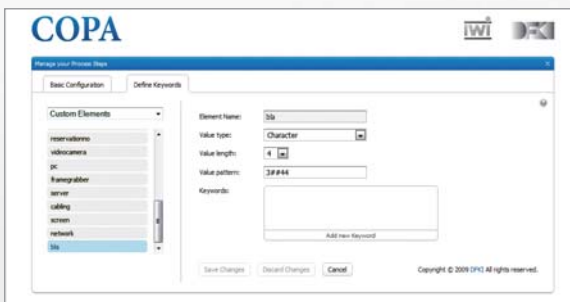 COPA
iwi
DFKI
Manage your Process Steps
x
Basic Configuration
Define Keywords
Custom Elements
reservationno
videocamera
pc
framegrabber
server
cabling
screen
network
bla
Element Name: bla
Value type: Character
Value length: 4
Value pattern: 3##44
Keywords:
Add new Keyword
Save Changes Discard Changes Cancel
Copyright © 2009 DFKI All rights reserved.